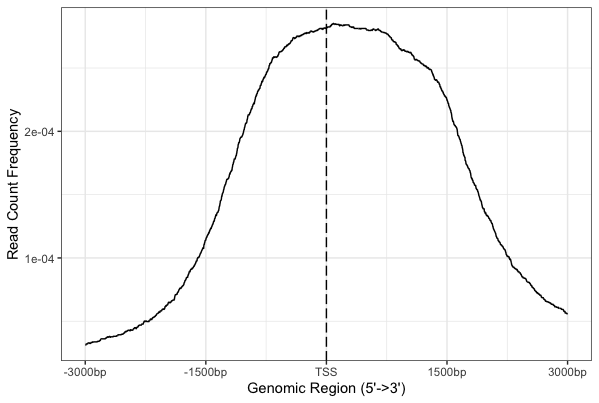 Read Count Frequency
2e-04
1e-04
-3000bp
-1500bp
TSS
1500bp
3000bp
Genomic Region (5'->3')